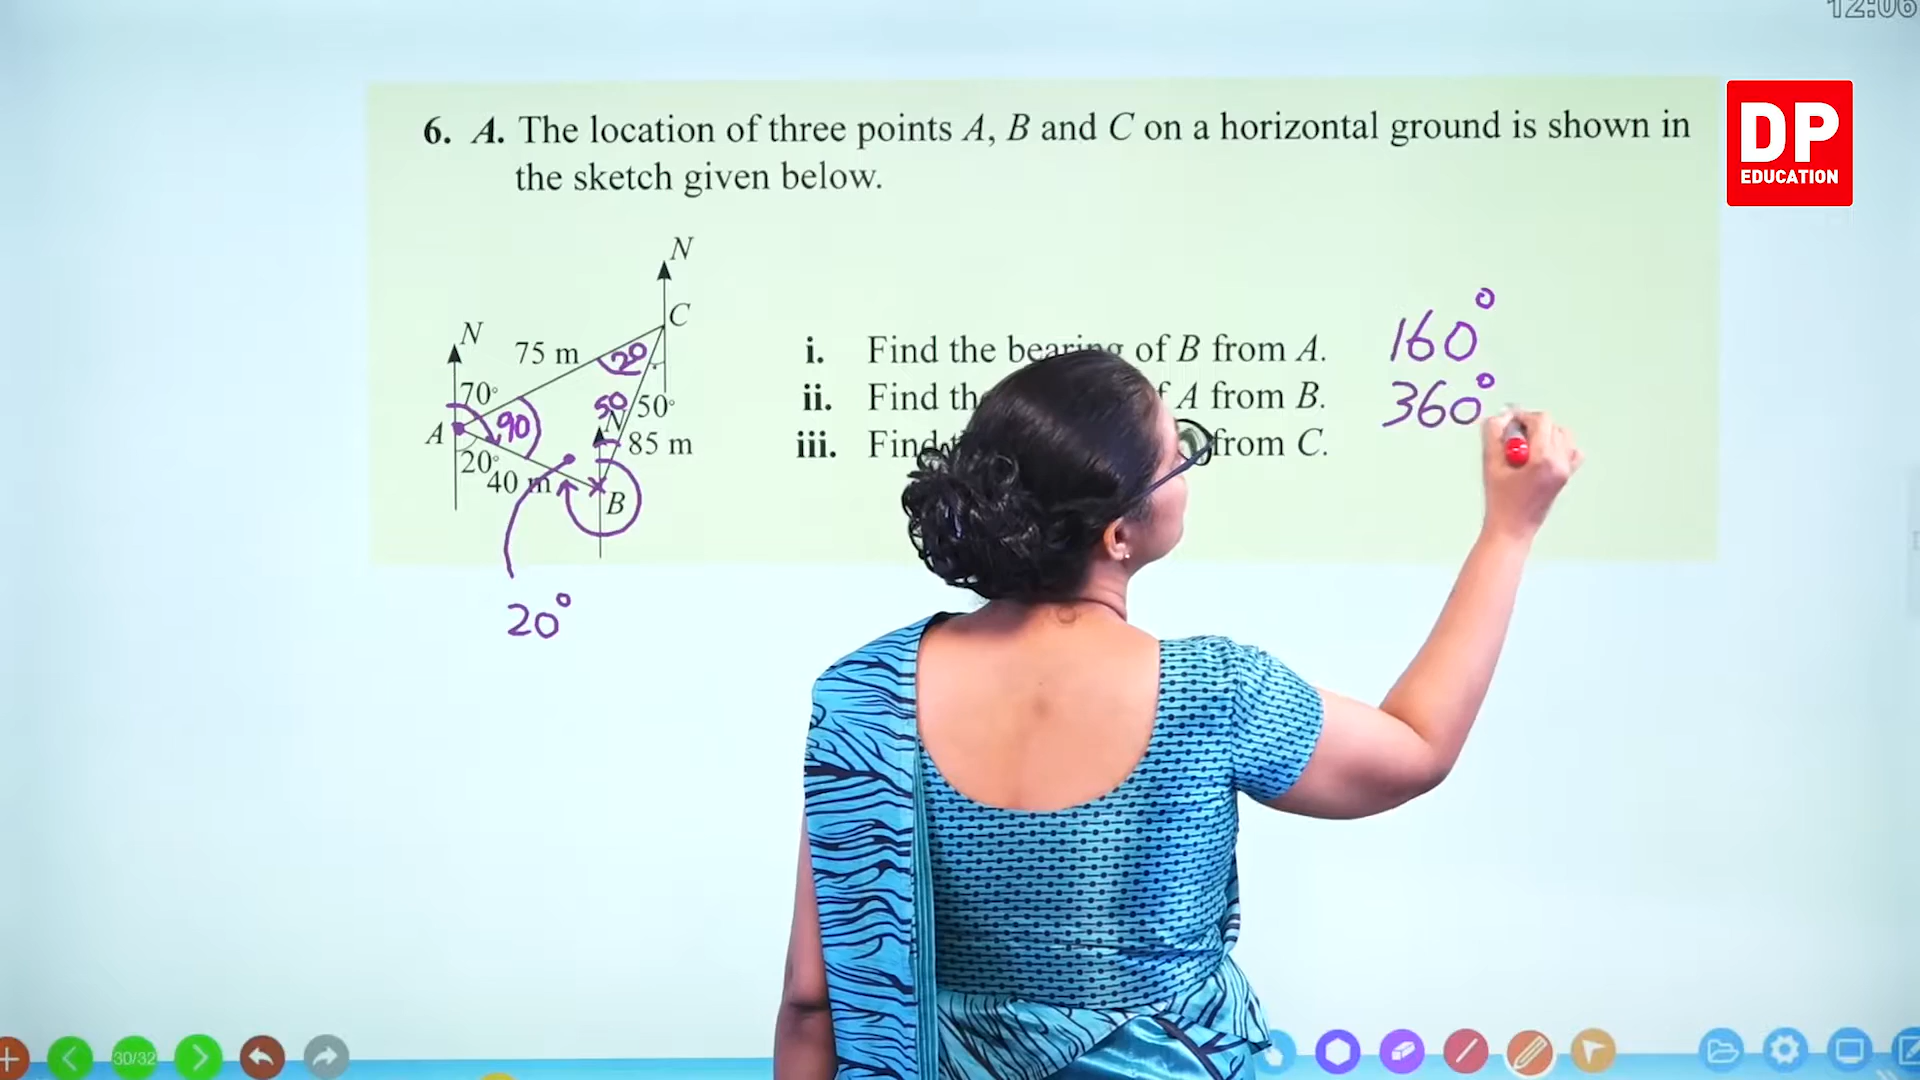 12:06
DP
EDUCATION
6. A. The location of three points A, B and C on a horizontal ground is shown in
the sketch given below.
N
C
N
75 m
20
70°
50
50°
A
90
N
85 m
20°
40 m
B
20°
i. Find the bearing of B from A. 160°
ii. Find A from B. 360°
iii. Find from C.
30/32